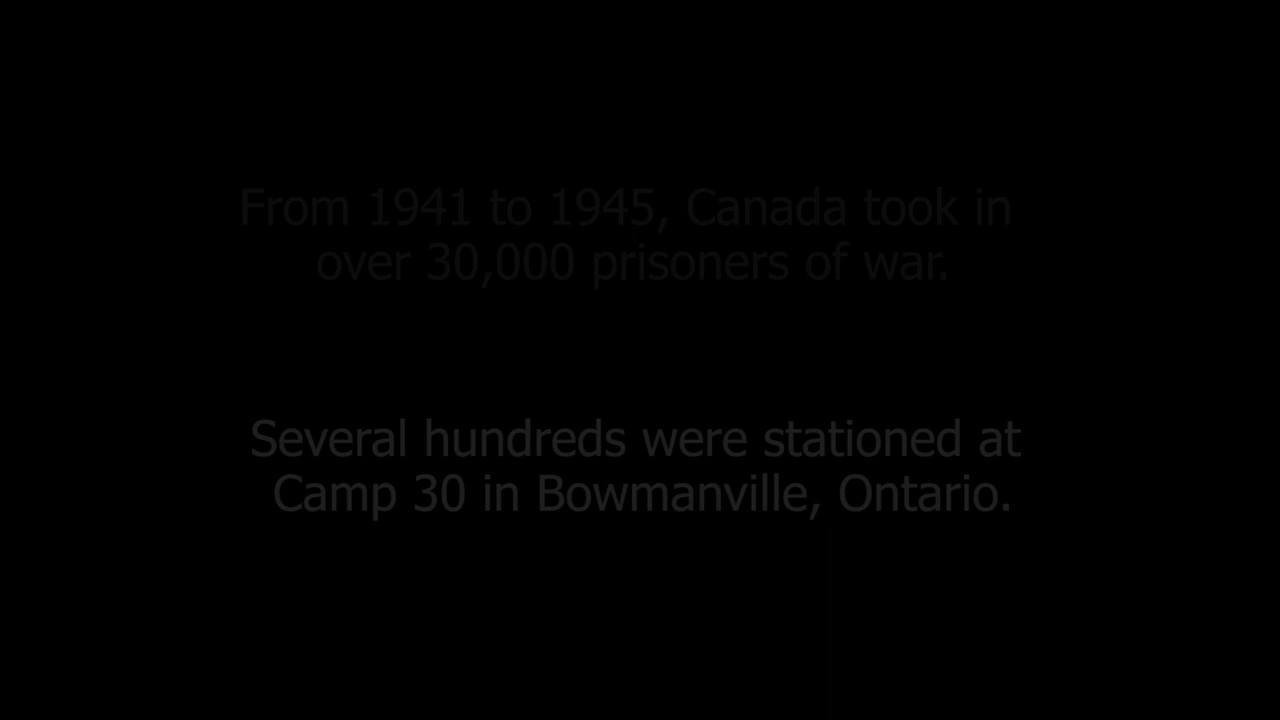 From 1941 to 1945, Canada took in
over 30,000 prisoners of war.
Several hundreds were stationed at
Camp 30 in Bowmanville, Ontario.